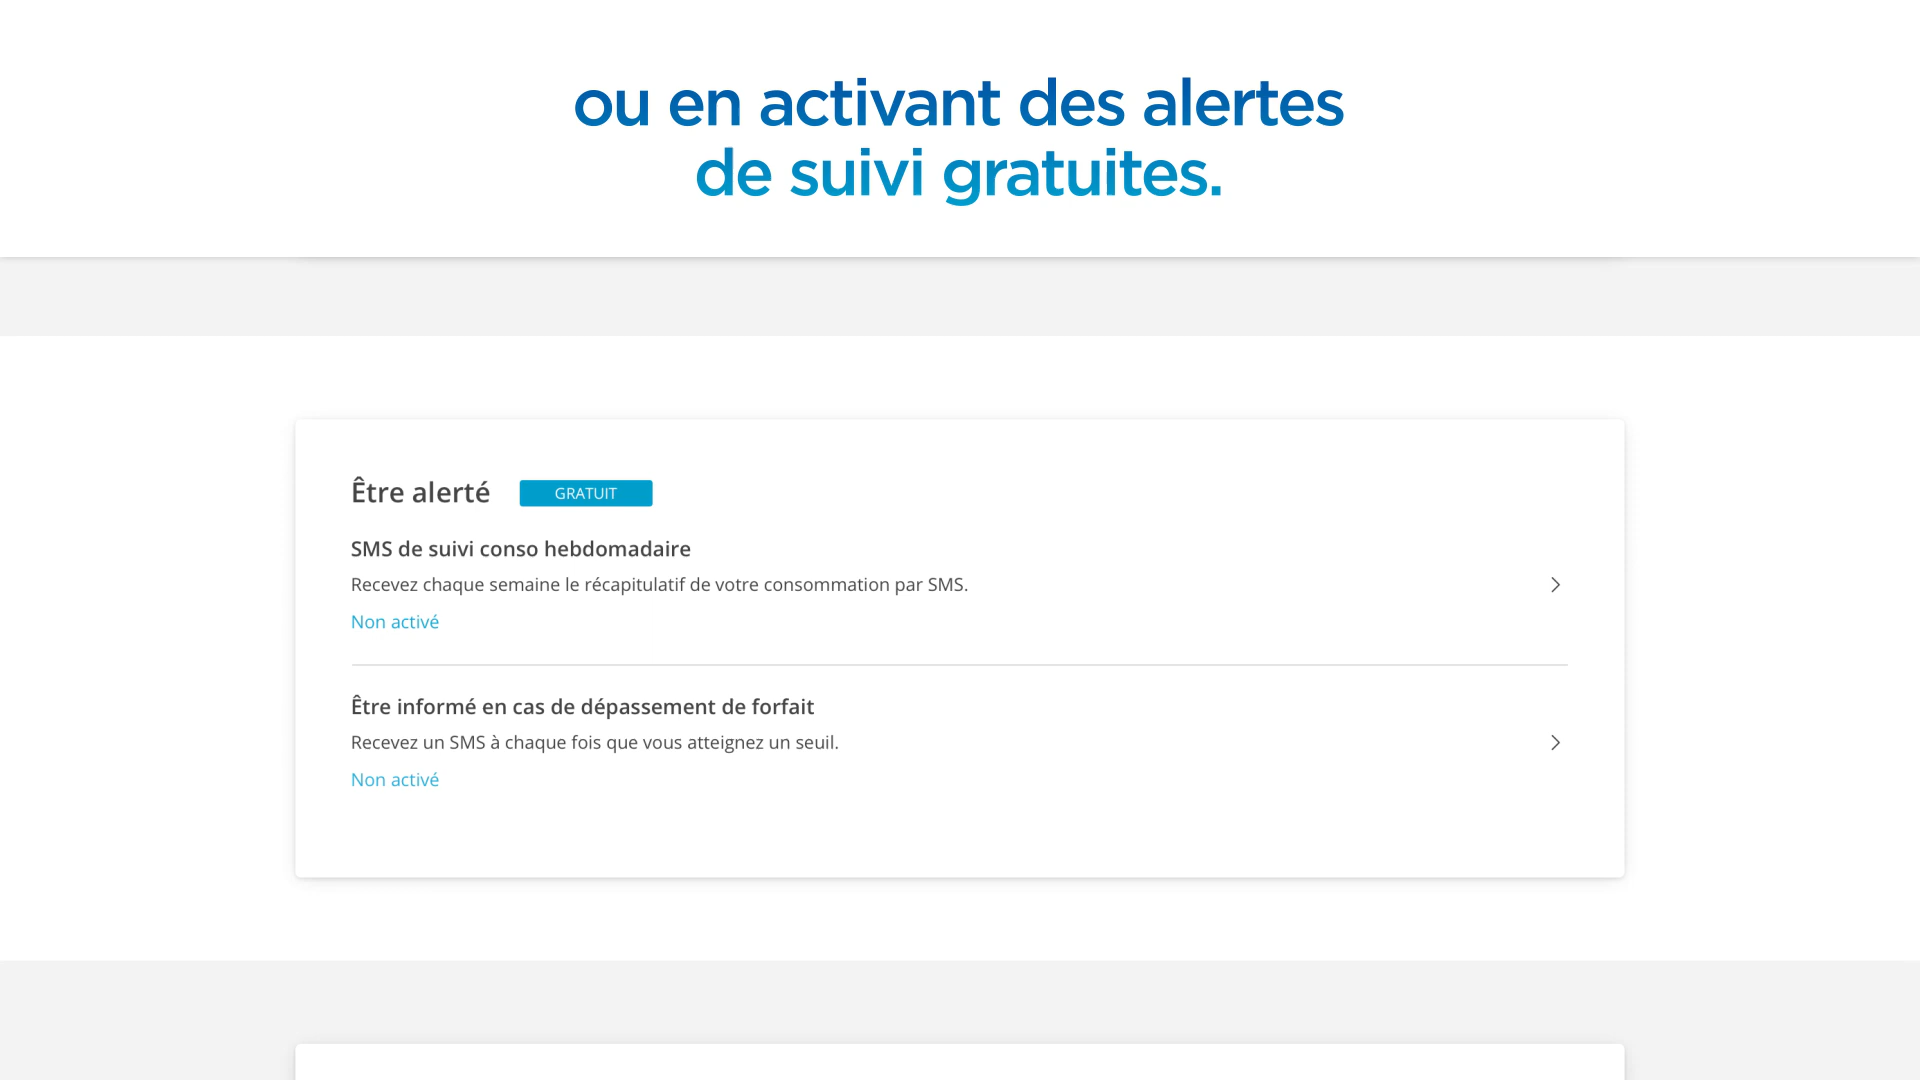 ou en activant des alertes
de suivi gratuites.
Être alerté GRATUIT
SMS de suivi conso hebdomadaire
Recevez chaque semaine le récapitulatif de votre consommation par SMS.
Non activé
Être informé en cas de dépassement de forfait
Recevez un SMS à chaque fois que vous atteignez un seuil.
Non activé